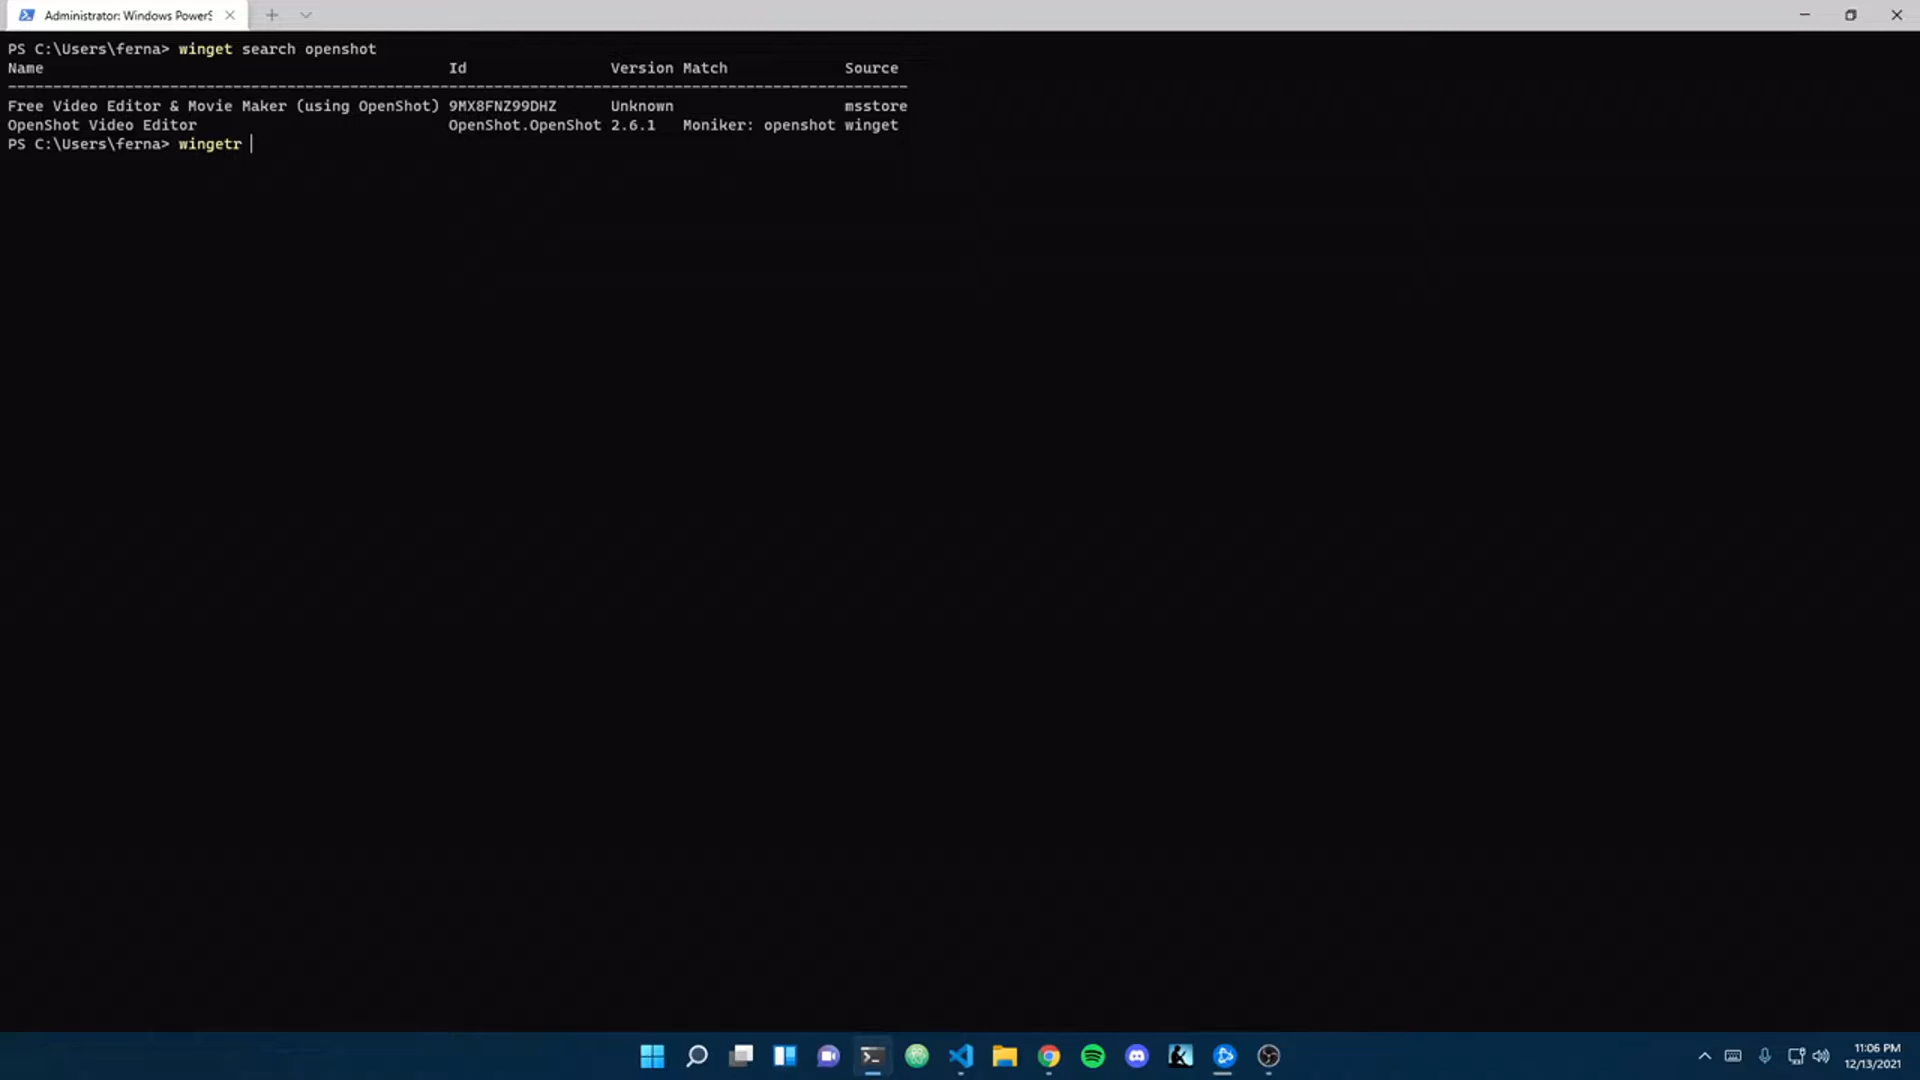 Administrator: Windows PowerS
PS C:\Users\ferna> winget search openshot
Name Id Version Match Source
----------------------------------------------------------------------------------------------------
Free Video Editor & Movie Maker (using OpenShot) 9MX8FNZ99DHZ Unknown msstore
OpenShot Video Editor OpenShot.OpenShot 2.6.1 Moniker: openshot winget
PS C:\Users\ferna> wingetr
11:06 PM
12/13/2021